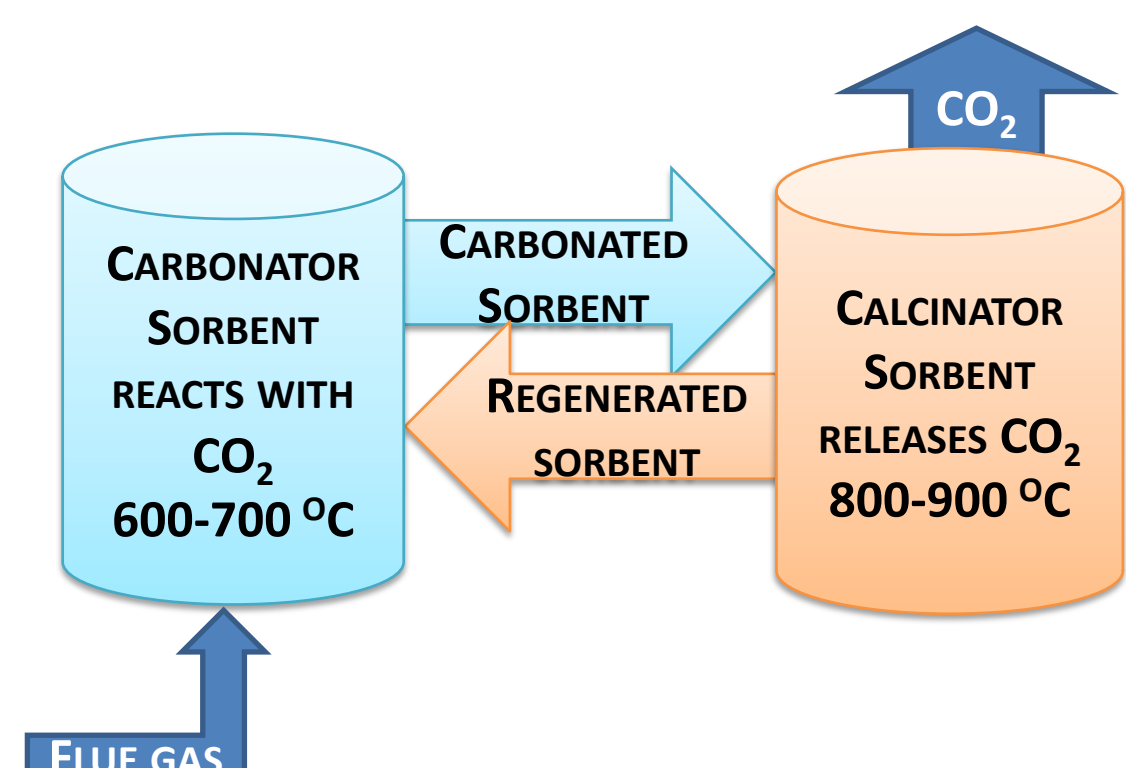 CO₂
CARBONATOR
SORBENT
REACTS WITH
CO₂
600-700 ᴼC
CARBONATED
SORBENT
REGENERATED
SORBENT
CALCINATOR
SORBENT
RELEASES CO₂
800-900 ᴼC
FLUE GAS